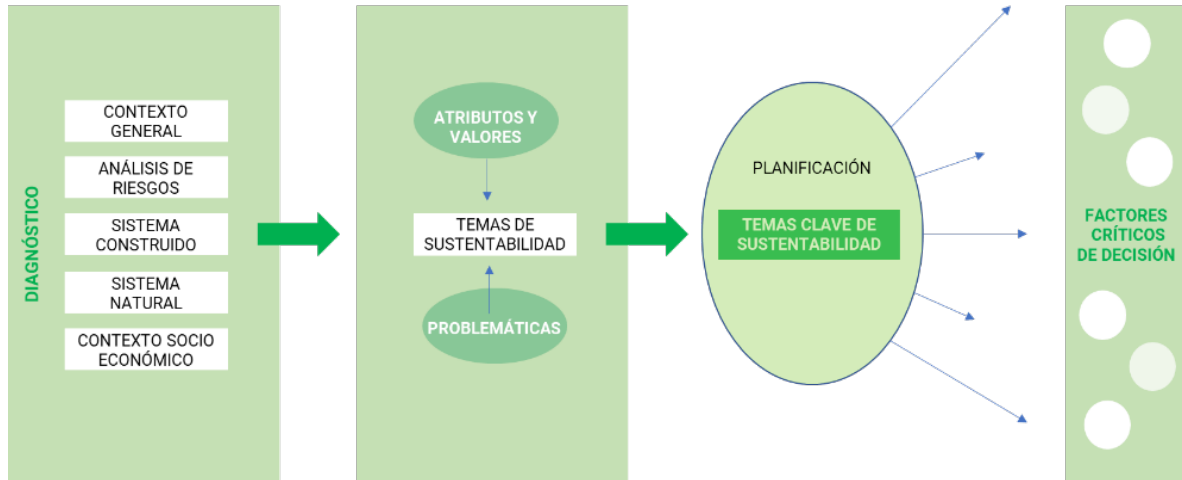 DIAGNÓSTICO
CONTEXTO
GENERAL
ANÁLISIS DE
RIESGOS
SISTEMA
CONSTRUIDO
SISTEMA
NATURAL
CONTEXTO SOCIO
ECONÓMICO
ATRIBUTOS Y
VALORES
TEMAS DE
SUSTENTABILIDAD
PROBLEMÁTICAS
PLANIFICACIÓN
TEMAS CLAVE DE
SUSTENTABILIDAD
FACTORES
CRÍTICOS
DE DECISIÓN